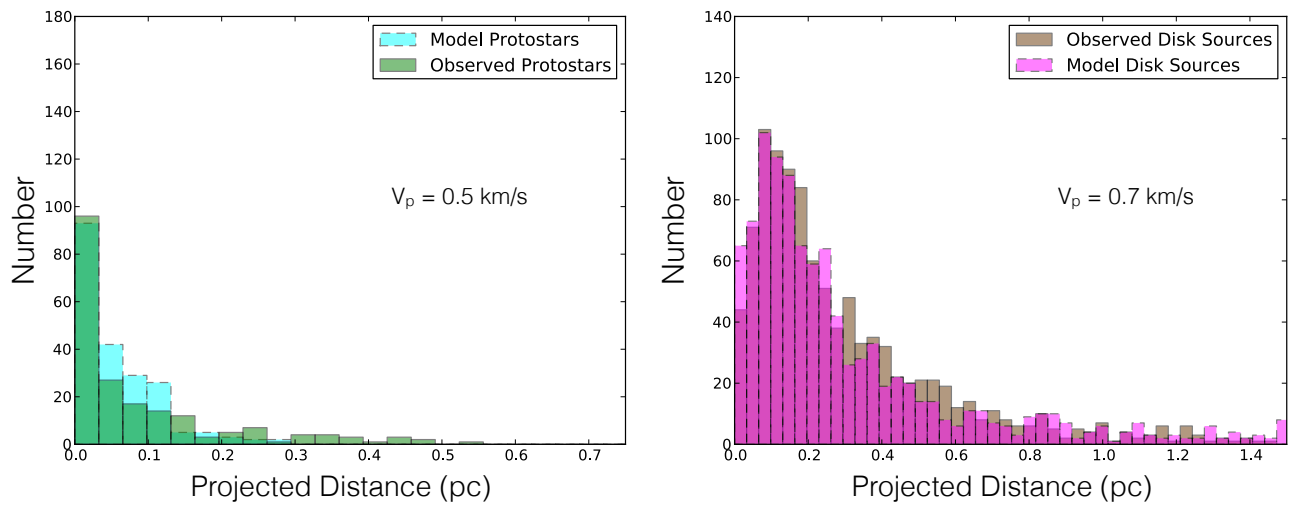 180
160
140
120
100
80
60
40
20
0
0.0 0.1 0.2 0.3 0.4 0.5 0.6 0.7
Number
Projected Distance (pc)
Model Protostars
Observed Protostars
Vₚ = 0.5 km/s
140
120
100
80
60
40
20
0
0.0 0.2 0.4 0.6 0.8 1.0 1.2 1.4
Number
Projected Distance (pc)
Observed Disk Sources
Model Disk Sources
Vₚ = 0.7 km/s